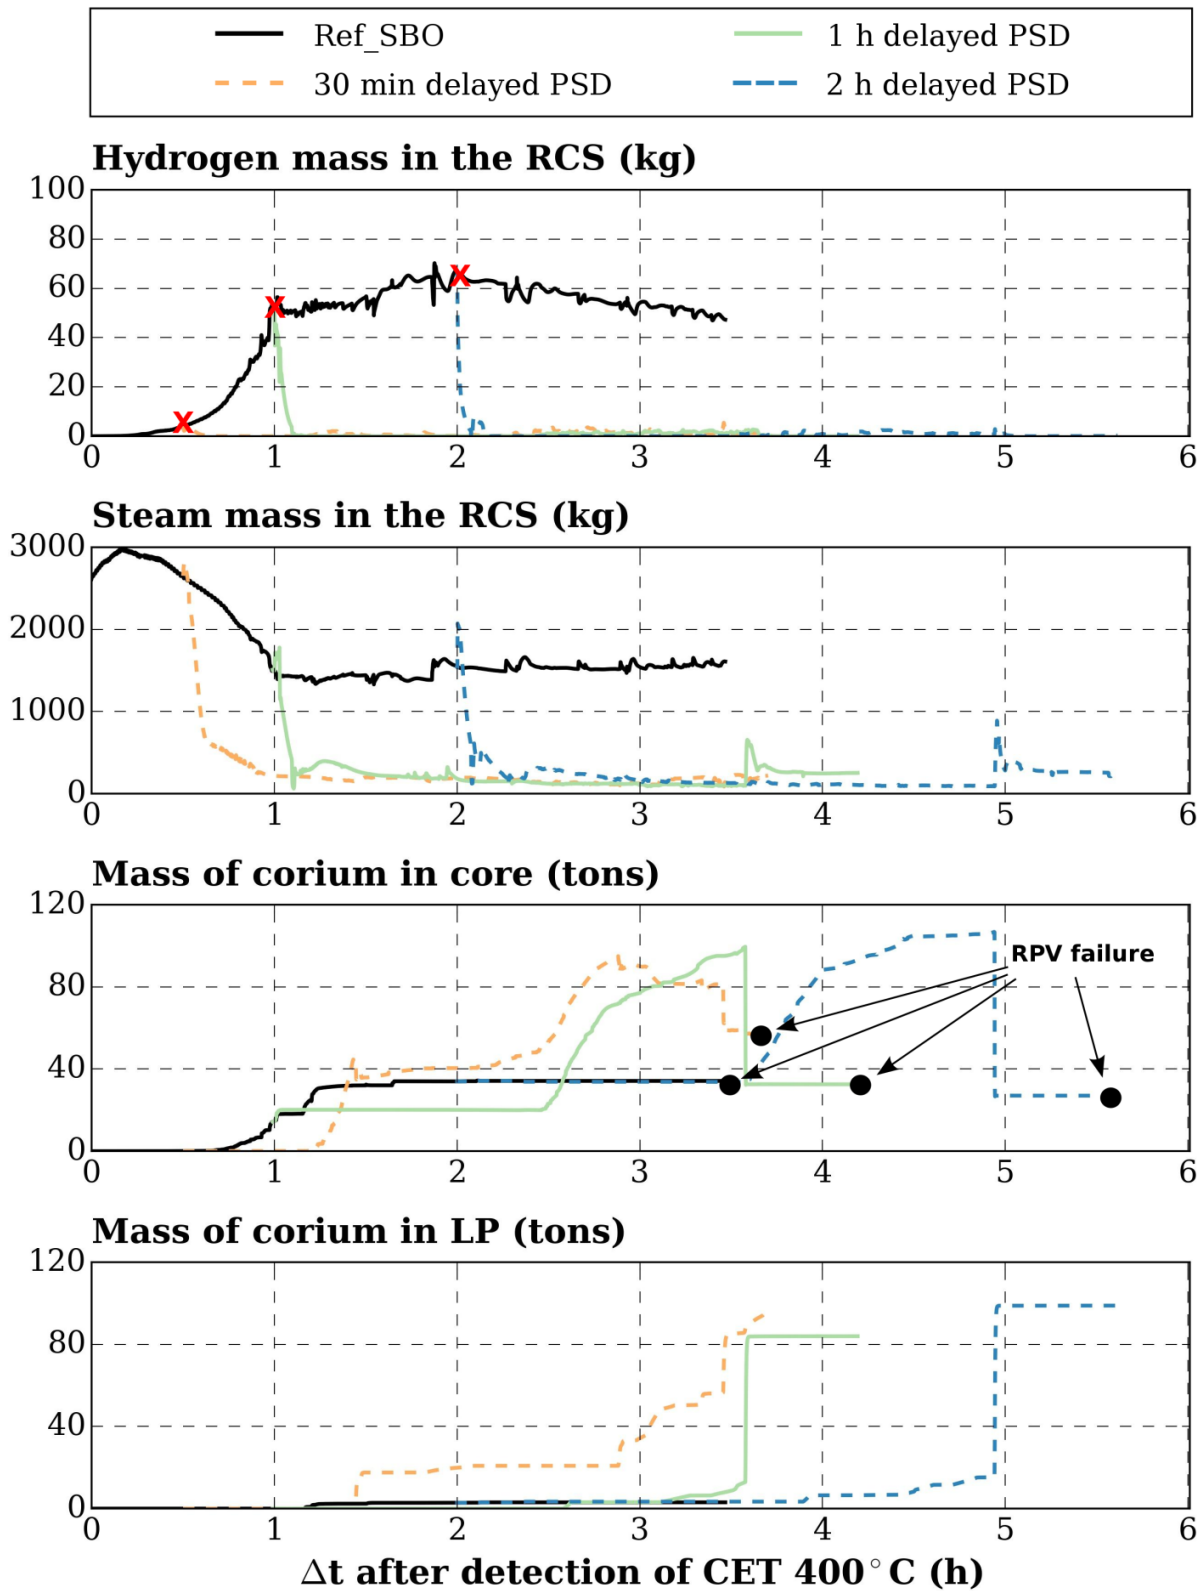 Ref_SBO
1 h delayed PSD
30 min delayed PSD
2 h delayed PSD
Hydrogen mass in the RCS (kg)
100
80
60
40
20
0
X
X
X
0 1 2 3 4 5 6
Steam mass in the RCS (kg)
3000
2000
1000
0
0 1 2 3 4 5 6
Mass of corium in core (tons)
120
80
40
0
RPV failure
0 1 2 3 4 5 6
Mass of corium in LP (tons)
120
80
40
0
0 1 2 3 4 5 6
Δt after detection of CET 400°C (h)